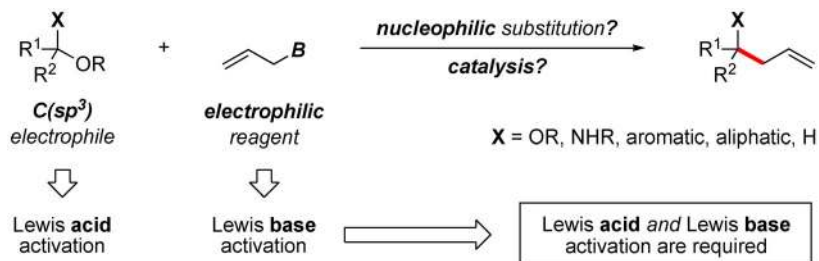 X
R¹
R²
OR
+
B
nucleophilic substitution?
catalysis?
X
R¹
R²
C(sp³)
electrophile
electrophilic
reagent
X = OR, NHR, aromatic, aliphatic, H
Lewis acid
activation
Lewis base
activation
Lewis acid and Lewis base
activation are required